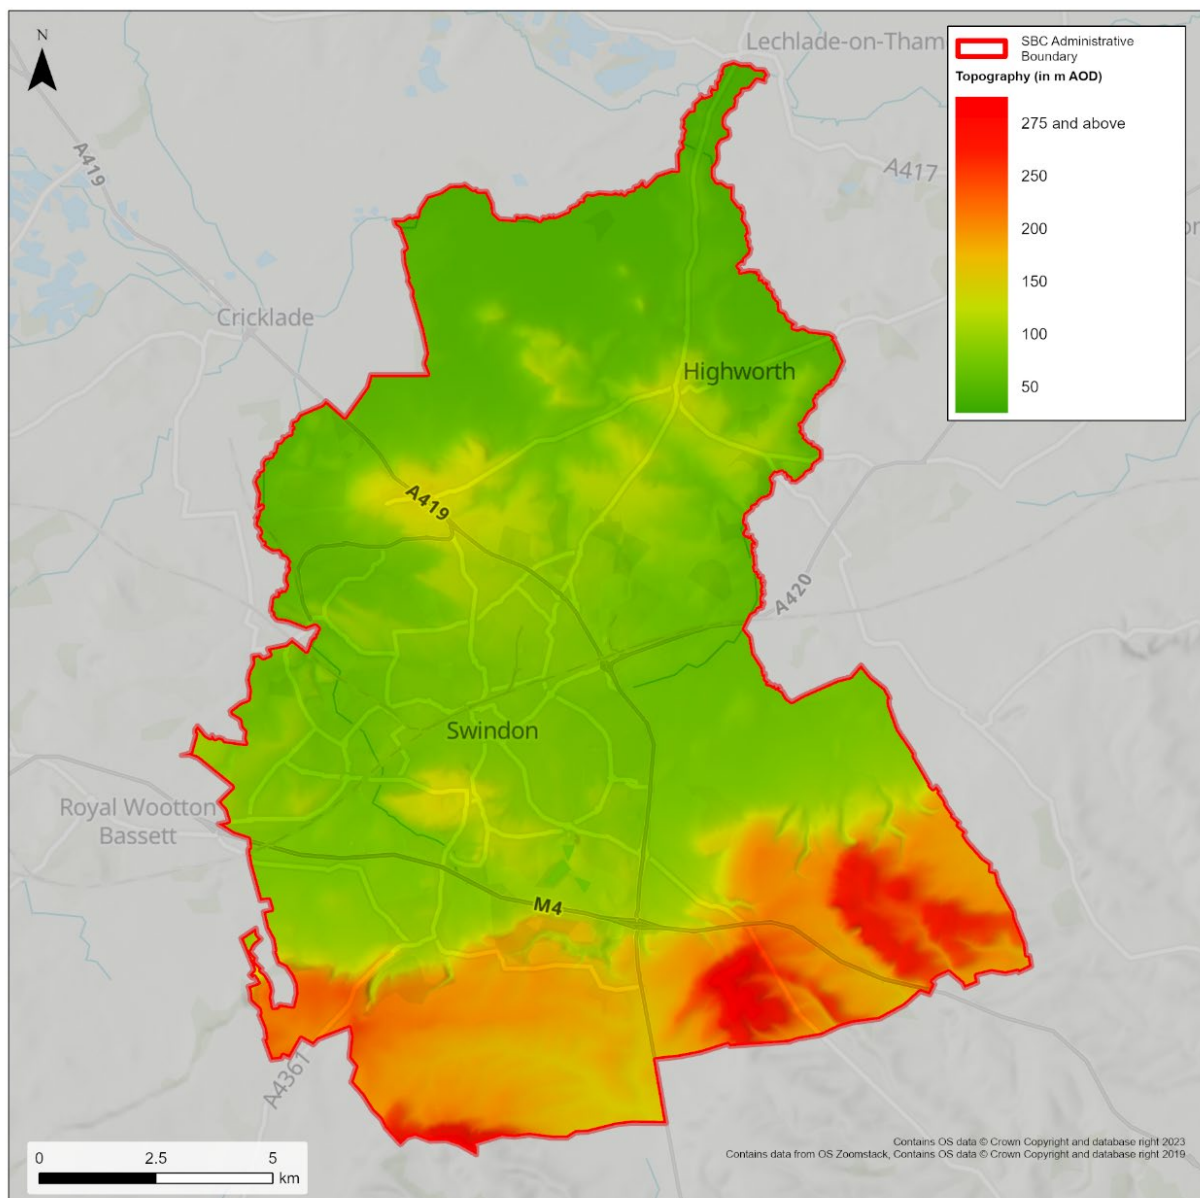 N
Lechlade-on-Tham
SBC Administrative
Boundary
Topography (in m AOD)
275 and above
250
200
150
100
50
A419
A417
Cricklade
Highworth
A419
A420
Swindon
Royal Wootton
Bassett
M4
A4361
0 2.5 5
km
Contains OS data © Crown Copyright and database right 2023
Contains data from OS Zoomstack, Contains OS data © Crown Copyright and database right 2019